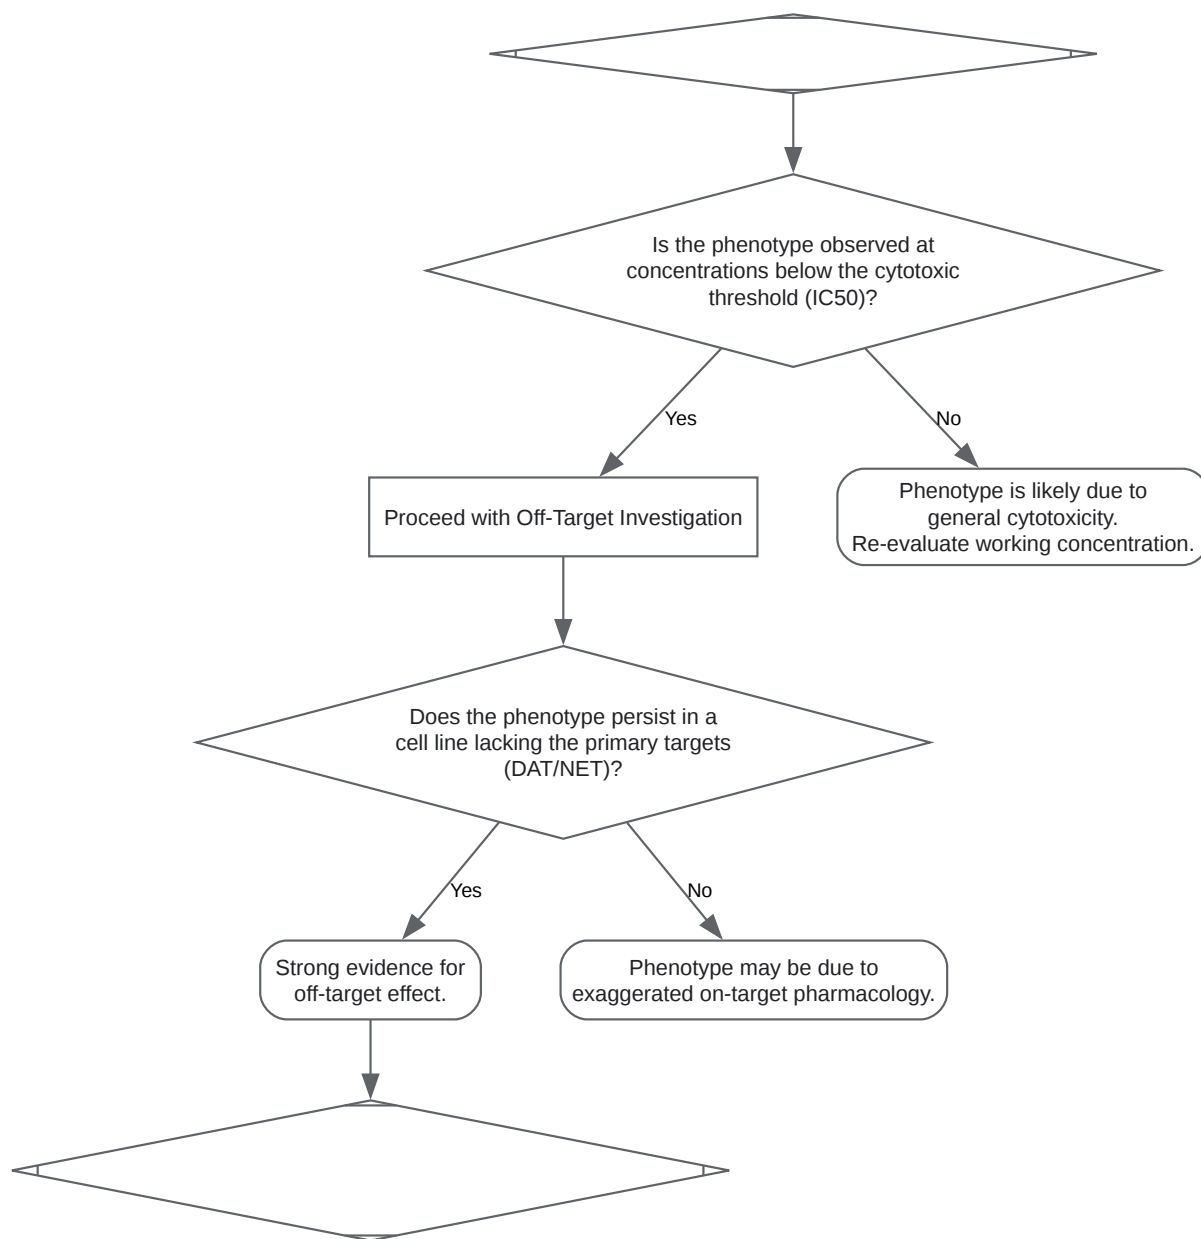 Is the phenotype observed at
concentrations below the cytotoxic
threshold (IC50)?
Yes
No
Proceed with Off-Target Investigation
Phenotype is likely due to
general cytotoxicity.
Re-evaluate working concentration.
Does the phenotype persist in a
cell line lacking the primary targets
(DAT/NET)?
Yes
No
Strong evidence for
off-target effect.
Phenotype may be due to
exaggerated on-target pharmacology.